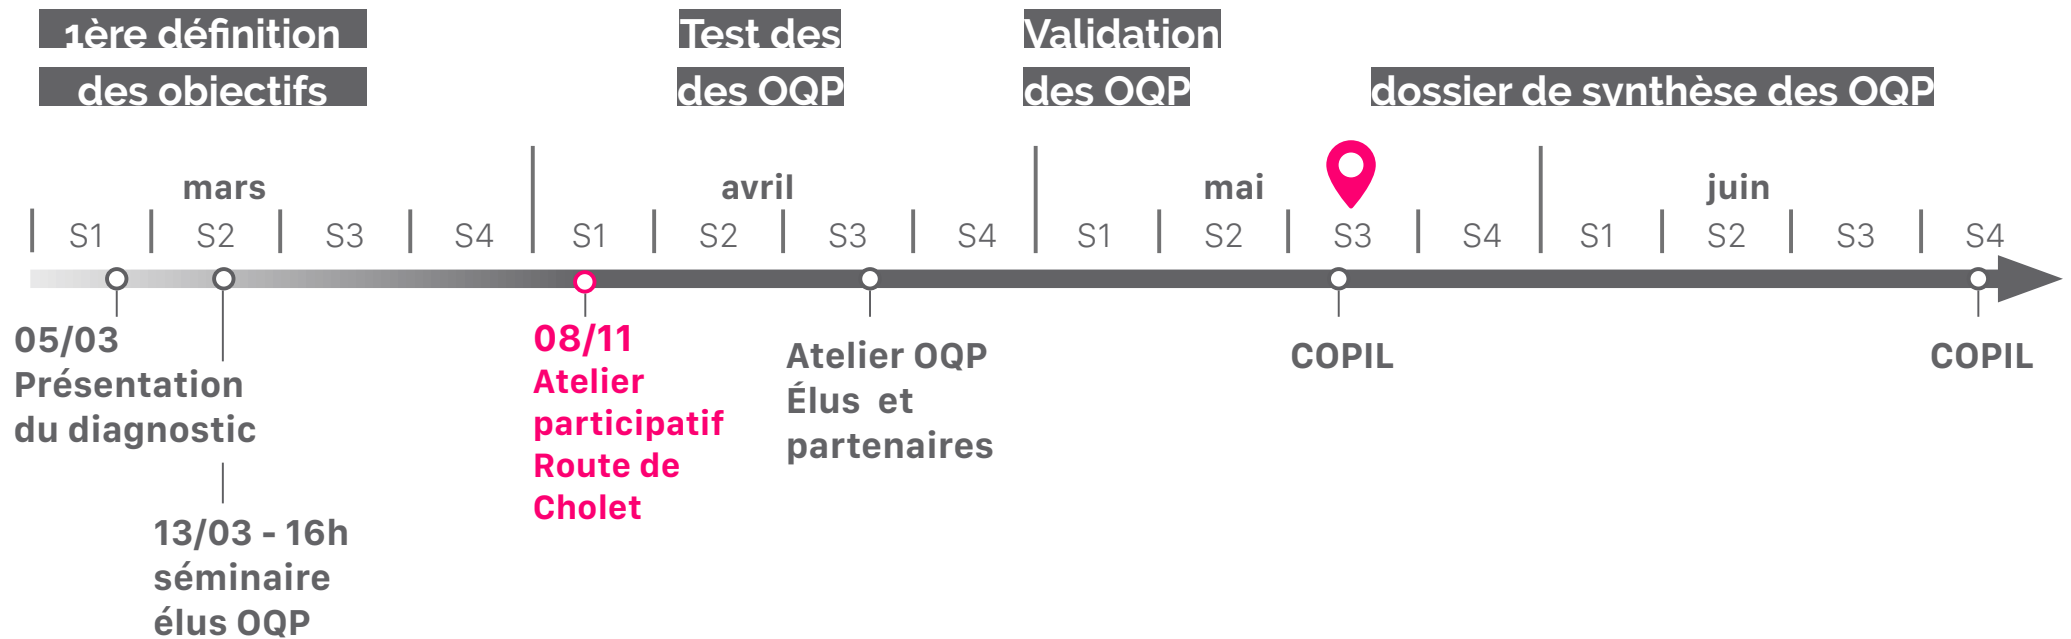 1ère définition
des objectifs
Test des
des OQP
Validation
des OQP
dossier de synthèse des OQP
mars
avril
mai
juin
S1 S2 S3 S4 S1 S2 S3 S4 S1 S2 S3 S4 S1 S2 S3 S4
05/03
Présentation
du diagnostic
13/03 - 16h
séminaire
élus OQP
08/11
Atelier
participatif
Route de
Cholet
Atelier OQP
Élus et
partenaires
COPIL
COPIL